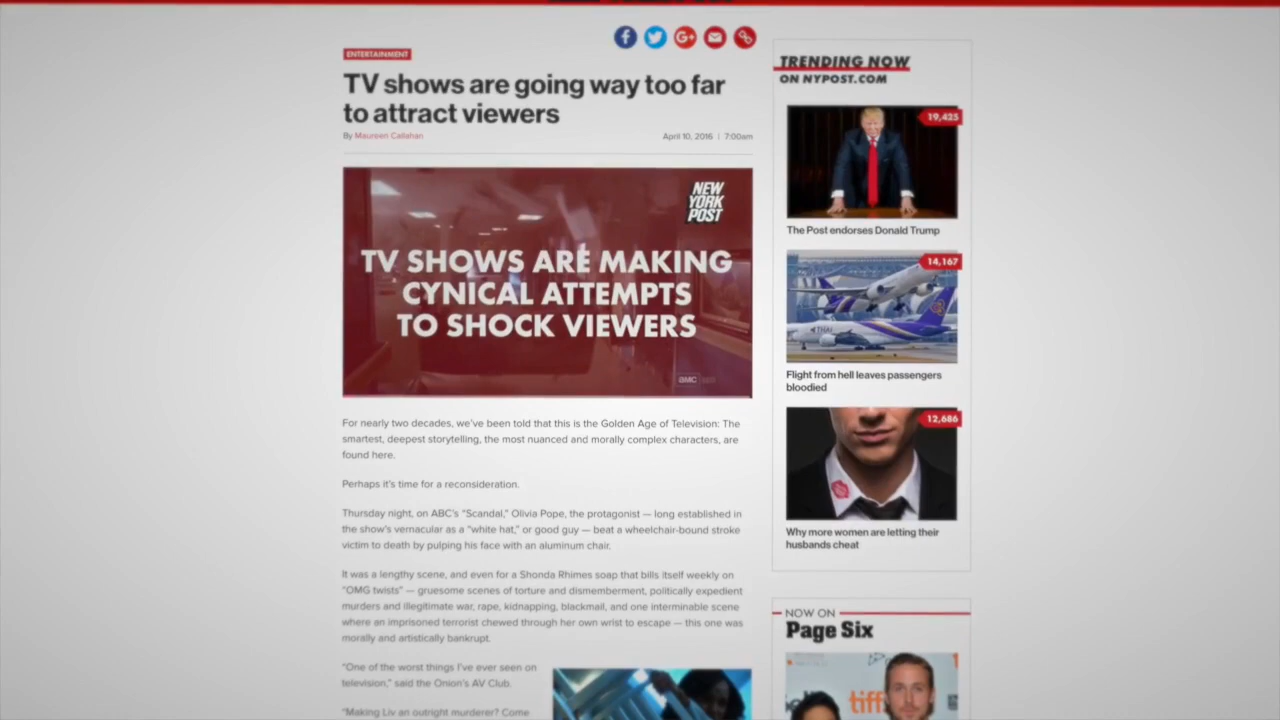 ENTERTAINMENT
TV shows are going way too far
to attract viewers
By Maureen Callahan
April 10, 2016 | 7:00am
NEW
YORK
POST
TV SHOWS ARE MAKING
CYNICAL ATTEMPTS
TO SHOCK VIEWERS
amc
For nearly two decades, we've been told that this is the Golden Age of Television: The
smartest, deepest storytelling, the most nuanced and morally complex characters, are
found here.
Perhaps it's time for a reconsideration.
Thursday night, on ABC's "Scandal," Olivia Pope, the protagonist — long established in
the show's vernacular as a "white hat," or good guy — beat a wheelchair-bound stroke
victim to death by pulping his face with an aluminum chair.
It was a lengthy scene, and even for a Shonda Rhimes soap that bills itself weekly on
"OMG twists" — gruesome scenes of torture and dismemberment, politically expedient
murders and illegitimate war, rape, kidnapping, blackmail, and one interminable scene
where an imprisoned terrorist chewed through her own wrist to escape — this one was
morally and artistically bankrupt.
"One of the worst things I've ever seen on
television," said the Onion's AV Club.
"Making Liv an outright murderer? Come
TRENDING NOW
ON NYPOST.COM
19,425
The Post endorses Donald Trump
14,167
THAI
Flight from hell leaves passengers
bloodied
12,686
Why more women are letting their
husbands cheat
NOW ON
Page Six
tiff